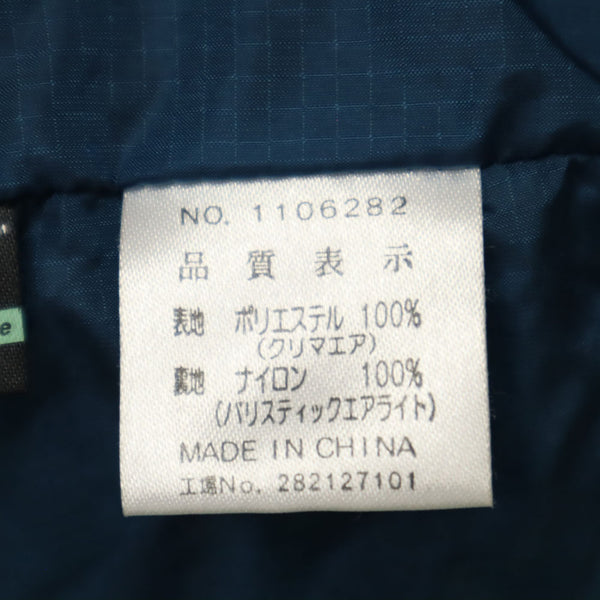 NO. 1106282
品質表示
表地 ポリエステル 100%
(クリマエア)
裏地 ナイロン 100%
(バリスティックエアライト)
MADE IN CHINA
工場No. 282127101
e